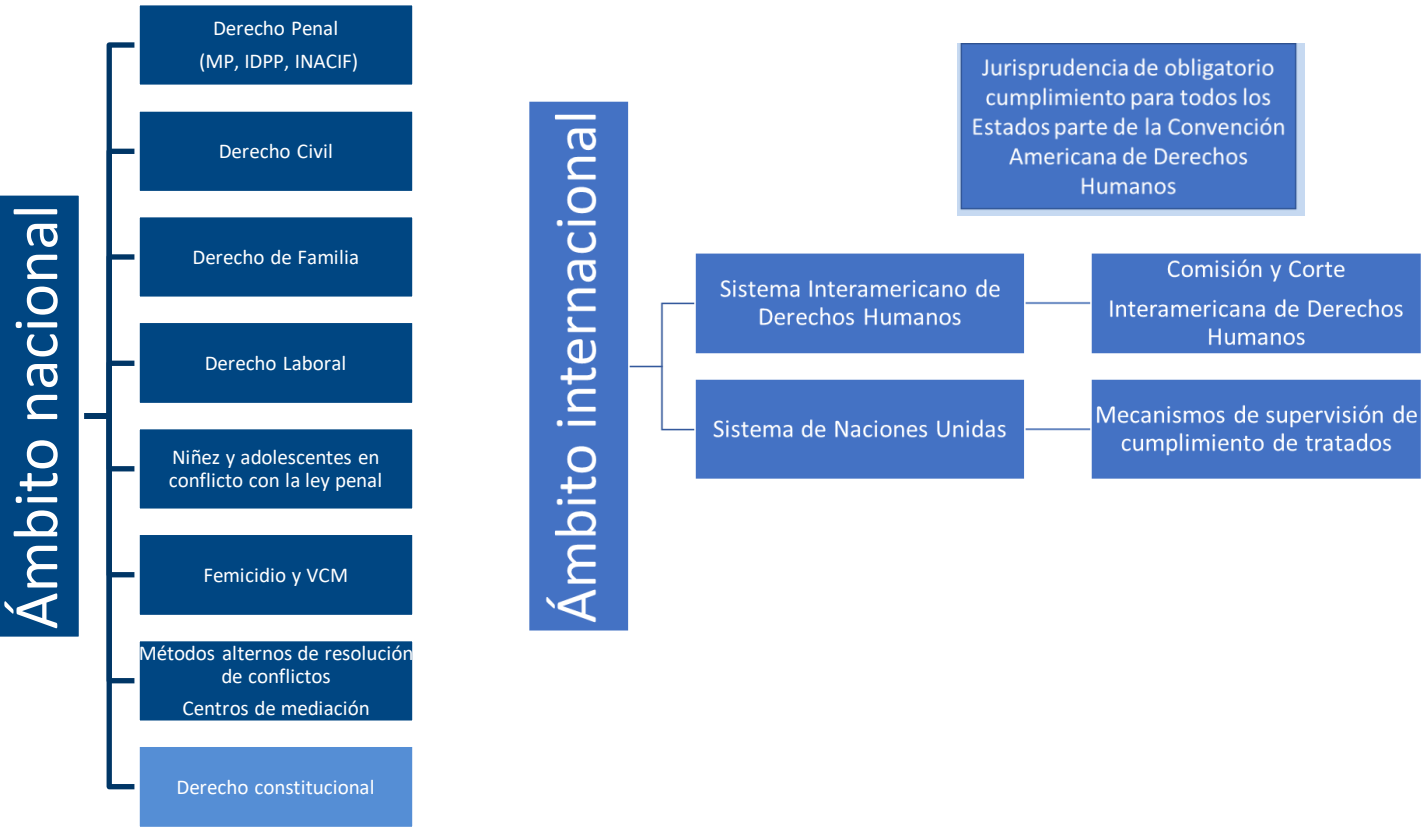 Ámbito nacional
Derecho Penal
(MP, IDPP, INACIF)
Derecho Civil
Derecho de Familia
Derecho Laboral
Niñez y adolescentes en
conflicto con la ley penal
Femicidio y VCM
Métodos alternos de resolución
de conflictos
Centros de mediación
Derecho constitucional
Ámbito internacional
Jurisprudencia de obligatorio
cumplimiento para todos los
Estados parte de la Convención
Americana de Derechos
Humanos
Sistema Interamericano de
Derechos Humanos
Comisión y Corte
Interamericana de Derechos
Humanos
Sistema de Naciones Unidas
Mecanismos de supervisión de
cumplimiento de tratados